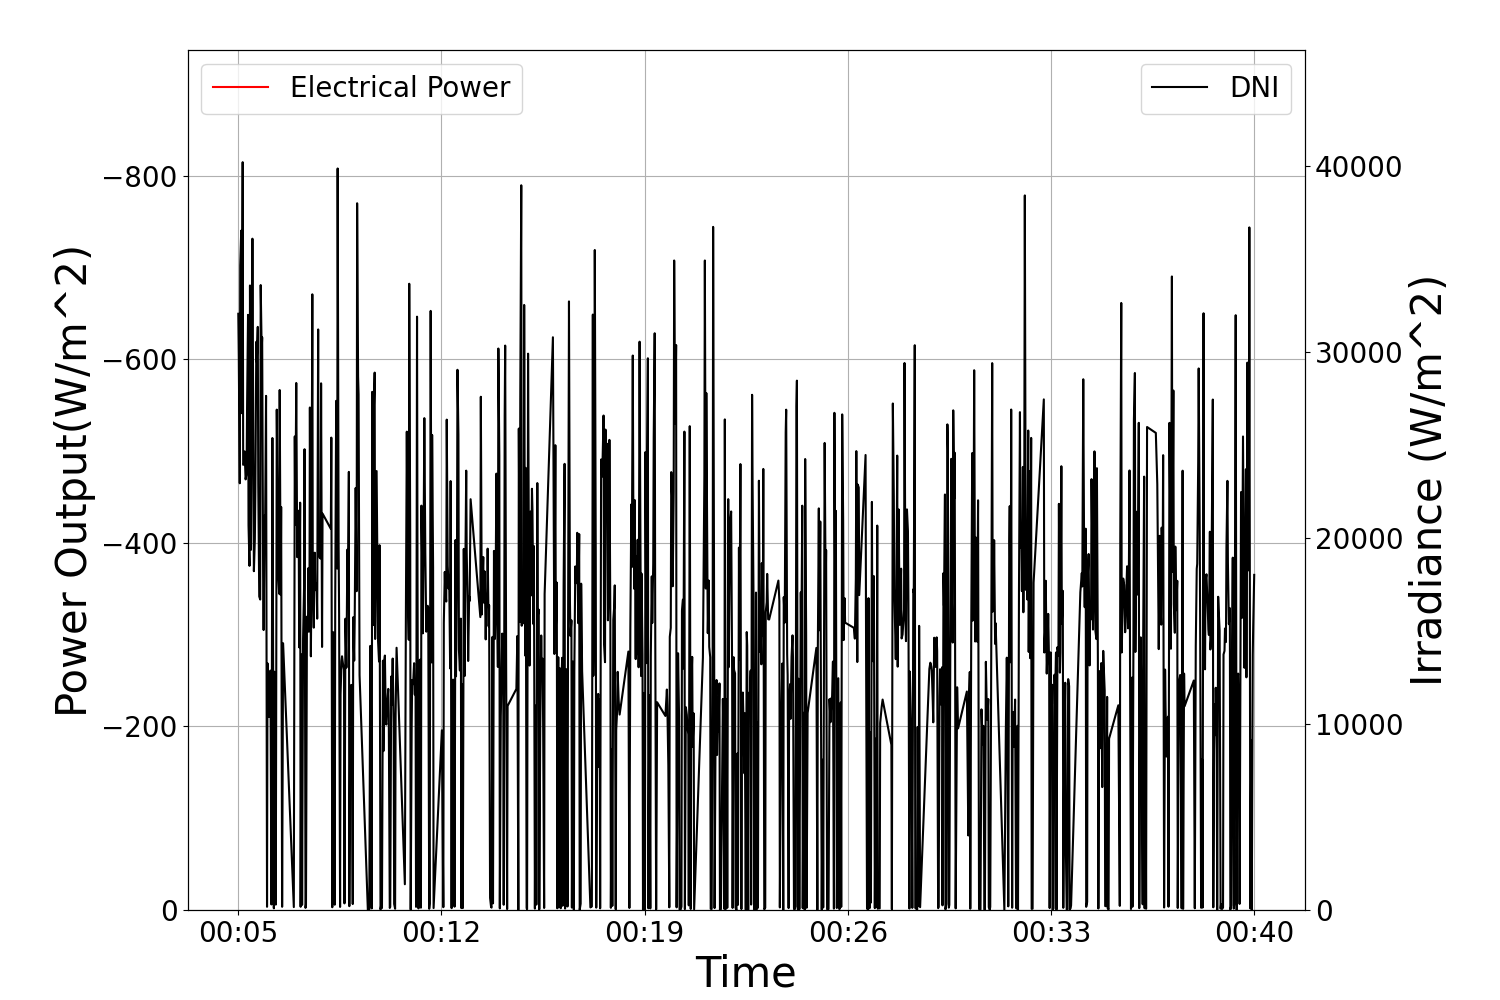 Electrical Power
DNI
Power Output(W/m^2)
−800
−600
−400
−200
0
40000
30000
20000
10000
0
Irradiance (W/m^2)
00:05 00:12 00:19 00:26 00:33 00:40
Time